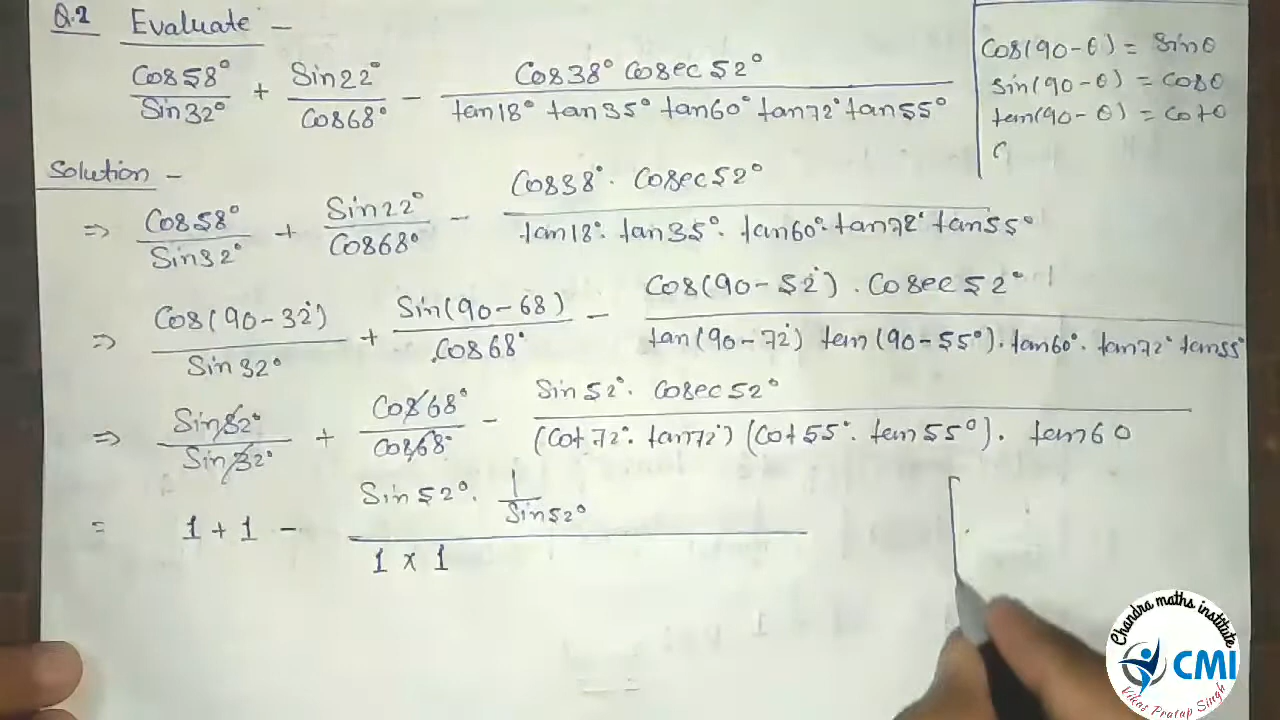 Q.2 Evaluate -
Cos58°/Sin32° + Sin22°/Cos68° - Cos38° Cosec52°/tan18° tan35° tan60° tan72° tan55°
Cos(90-θ) = Sinθ
Sin(90-θ) = Cosθ
tan(90-θ) = Cotθ
C
Solution -
⇒ Cos58°/Sin32° + Sin22°/Cos68° - Cos38°. Cosec52°/tan18°. tan35°. tan60°. tan72° tan55°
⇒ Cos(90-32°)/Sin32° + Sin(90-68)/Cos68° - Cos(90-52°). Cosec52°/tan(90-72°) tan(90-55°). tan60°. tan72° tan55°
⇒ Sin32°/Sin32° + Cos68°/Cos68° - Sin52°. Cosec52°/(Cot72°. tan72°) (Cot55°. tan55°). tan60
= 1 + 1 - Sin52°. 1/Sin52° / 1 x 1
Chandra maths institute
CMI
Vikas Pratap Singh